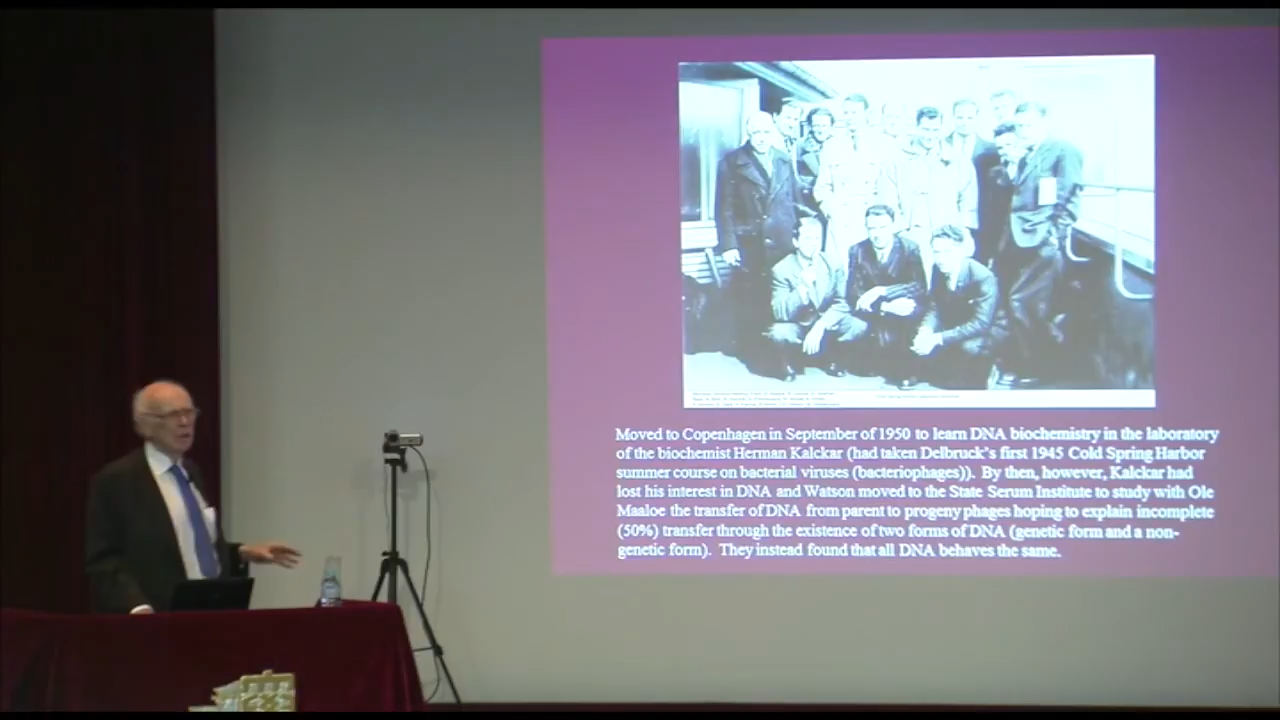 Moved to Copenhagen in September of 1950 to learn DNA biochemistry in the laboratory
of the biochemist Herman Kalckar (had taken Delbruck's first 1945 Cold Spring Harbor
summer course on bacterial viruses (bacteriophages)). By then, however, Kalckar had
lost his interest in DNA and Watson moved to the State Serum Institute to study with Ole
Maaloe the transfer of DNA from parent to progeny phages hoping to explain incomplete
(50%) transfer through the existence of two forms of DNA (genetic form and a non-
genetic form). They instead found that all DNA behaves the same.